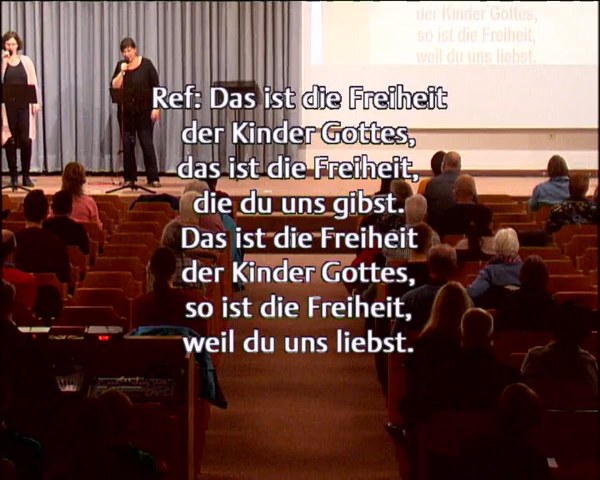 der Kinder Gottes,
so ist die Freiheit,
weil du uns liebst.
Ref: Das ist die Freiheit
der Kinder Gottes,
das ist die Freiheit,
die du uns gibst.
Das ist die Freiheit
der Kinder Gottes,
so ist die Freiheit,
weil du uns liebst.